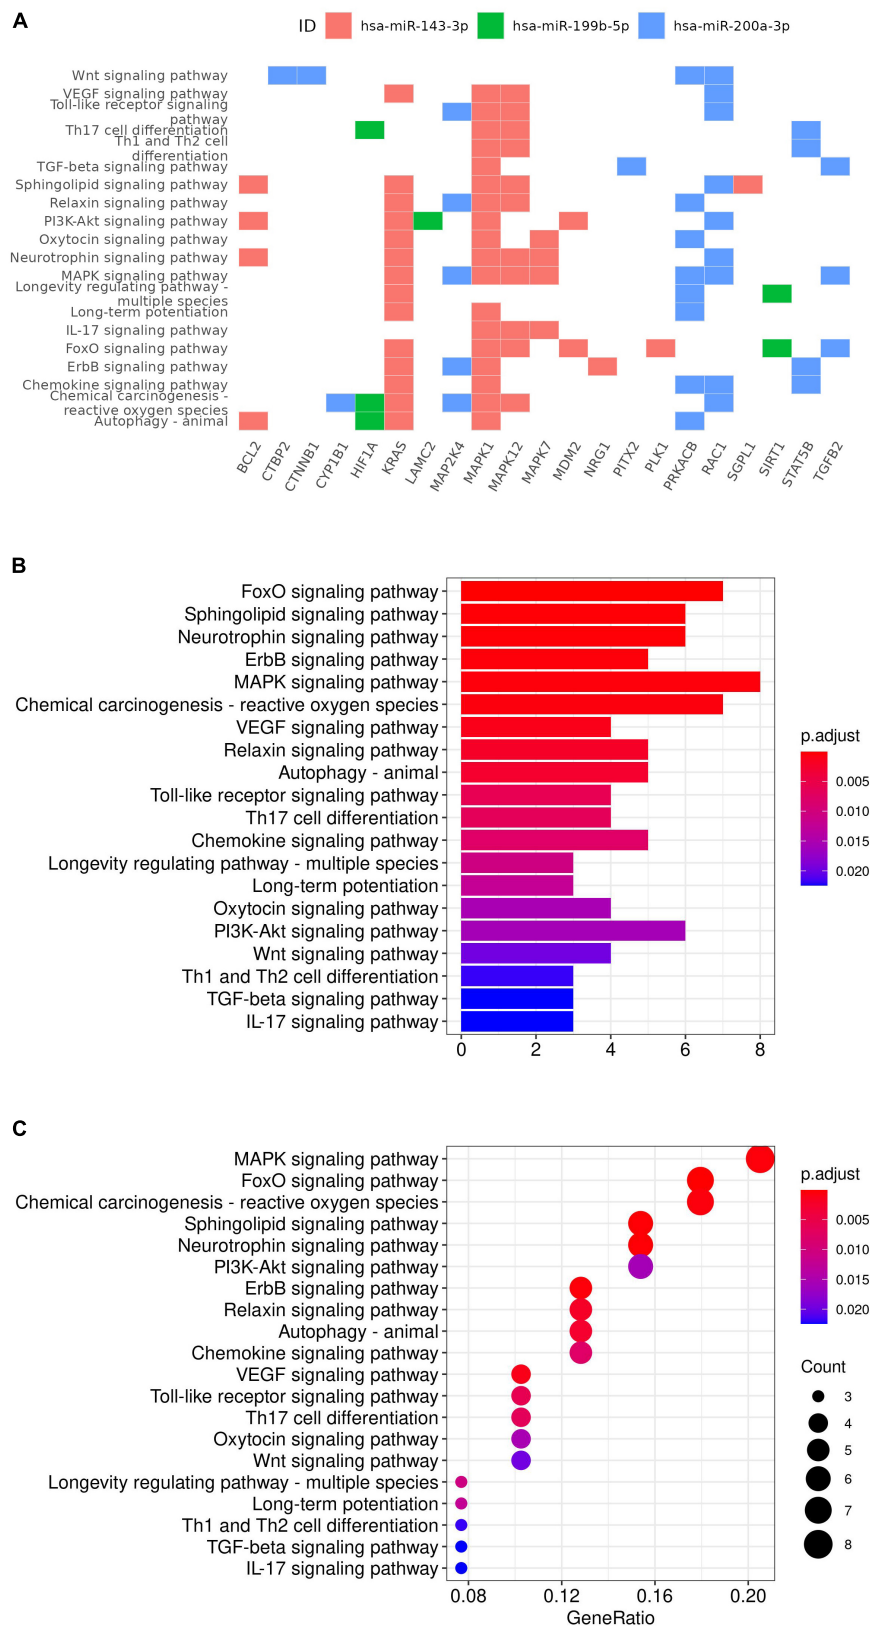 A
ID hsa-miR-143-3p hsa-miR-199b-5p hsa-miR-200a-3p
Wnt signaling pathway
VEGF signaling pathway
Toll-like receptor signaling
pathway
Th17 cell differentiation
Th1 and Th2 cell
differentiation
TGF-beta signaling pathway
Sphingolipid signaling pathway
Relaxin signaling pathway
PI3K-Akt signaling pathway
Oxytocin signaling pathway
Neurotrophin signaling pathway
MAPK signaling pathway
Longevity regulating pathway -
multiple species
Long-term potentiation
IL-17 signaling pathway
FoxO signaling pathway
ErbB signaling pathway
Chemokine signaling pathway
Chemical carcinogenesis -
reactive oxygen species
Autophagy - animal
BCL2 CTBP2 CTNNB1 CYP1B1 HIF1A KRAS LAMC2 MAP2K4 MAPK1 MAPK12 MAPK7 MDM2 NRG1 PITX2 PLK1 PRKACB RAC1 SGPL1 SIRT1 STAT5B TGFB2
B
FoxO signaling pathway
Sphingolipid signaling pathway
Neurotrophin signaling pathway
ErbB signaling pathway
MAPK signaling pathway
Chemical carcinogenesis - reactive oxygen species
VEGF signaling pathway
Relaxin signaling pathway
Autophagy - animal
Toll-like receptor signaling pathway
Th17 cell differentiation
Chemokine signaling pathway
Longevity regulating pathway - multiple species
Long-term potentiation
Oxytocin signaling pathway
PI3K-Akt signaling pathway
Wnt signaling pathway
Th1 and Th2 cell differentiation
TGF-beta signaling pathway
IL-17 signaling pathway
0 2 4 6 8
p.adjust
0.005
0.010
0.015
0.020
C
MAPK signaling pathway
FoxO signaling pathway
Chemical carcinogenesis - reactive oxygen species
Sphingolipid signaling pathway
Neurotrophin signaling pathway
PI3K-Akt signaling pathway
ErbB signaling pathway
Relaxin signaling pathway
Autophagy - animal
Chemokine signaling pathway
VEGF signaling pathway
Toll-like receptor signaling pathway
Th17 cell differentiation
Oxytocin signaling pathway
Wnt signaling pathway
Longevity regulating pathway - multiple species
Long-term potentiation
Th1 and Th2 cell differentiation
TGF-beta signaling pathway
IL-17 signaling pathway
0.08 0.12 0.16 0.20
GeneRatio
p.adjust
0.005
0.010
0.015
0.020
Count
3
4
5
6
7
8